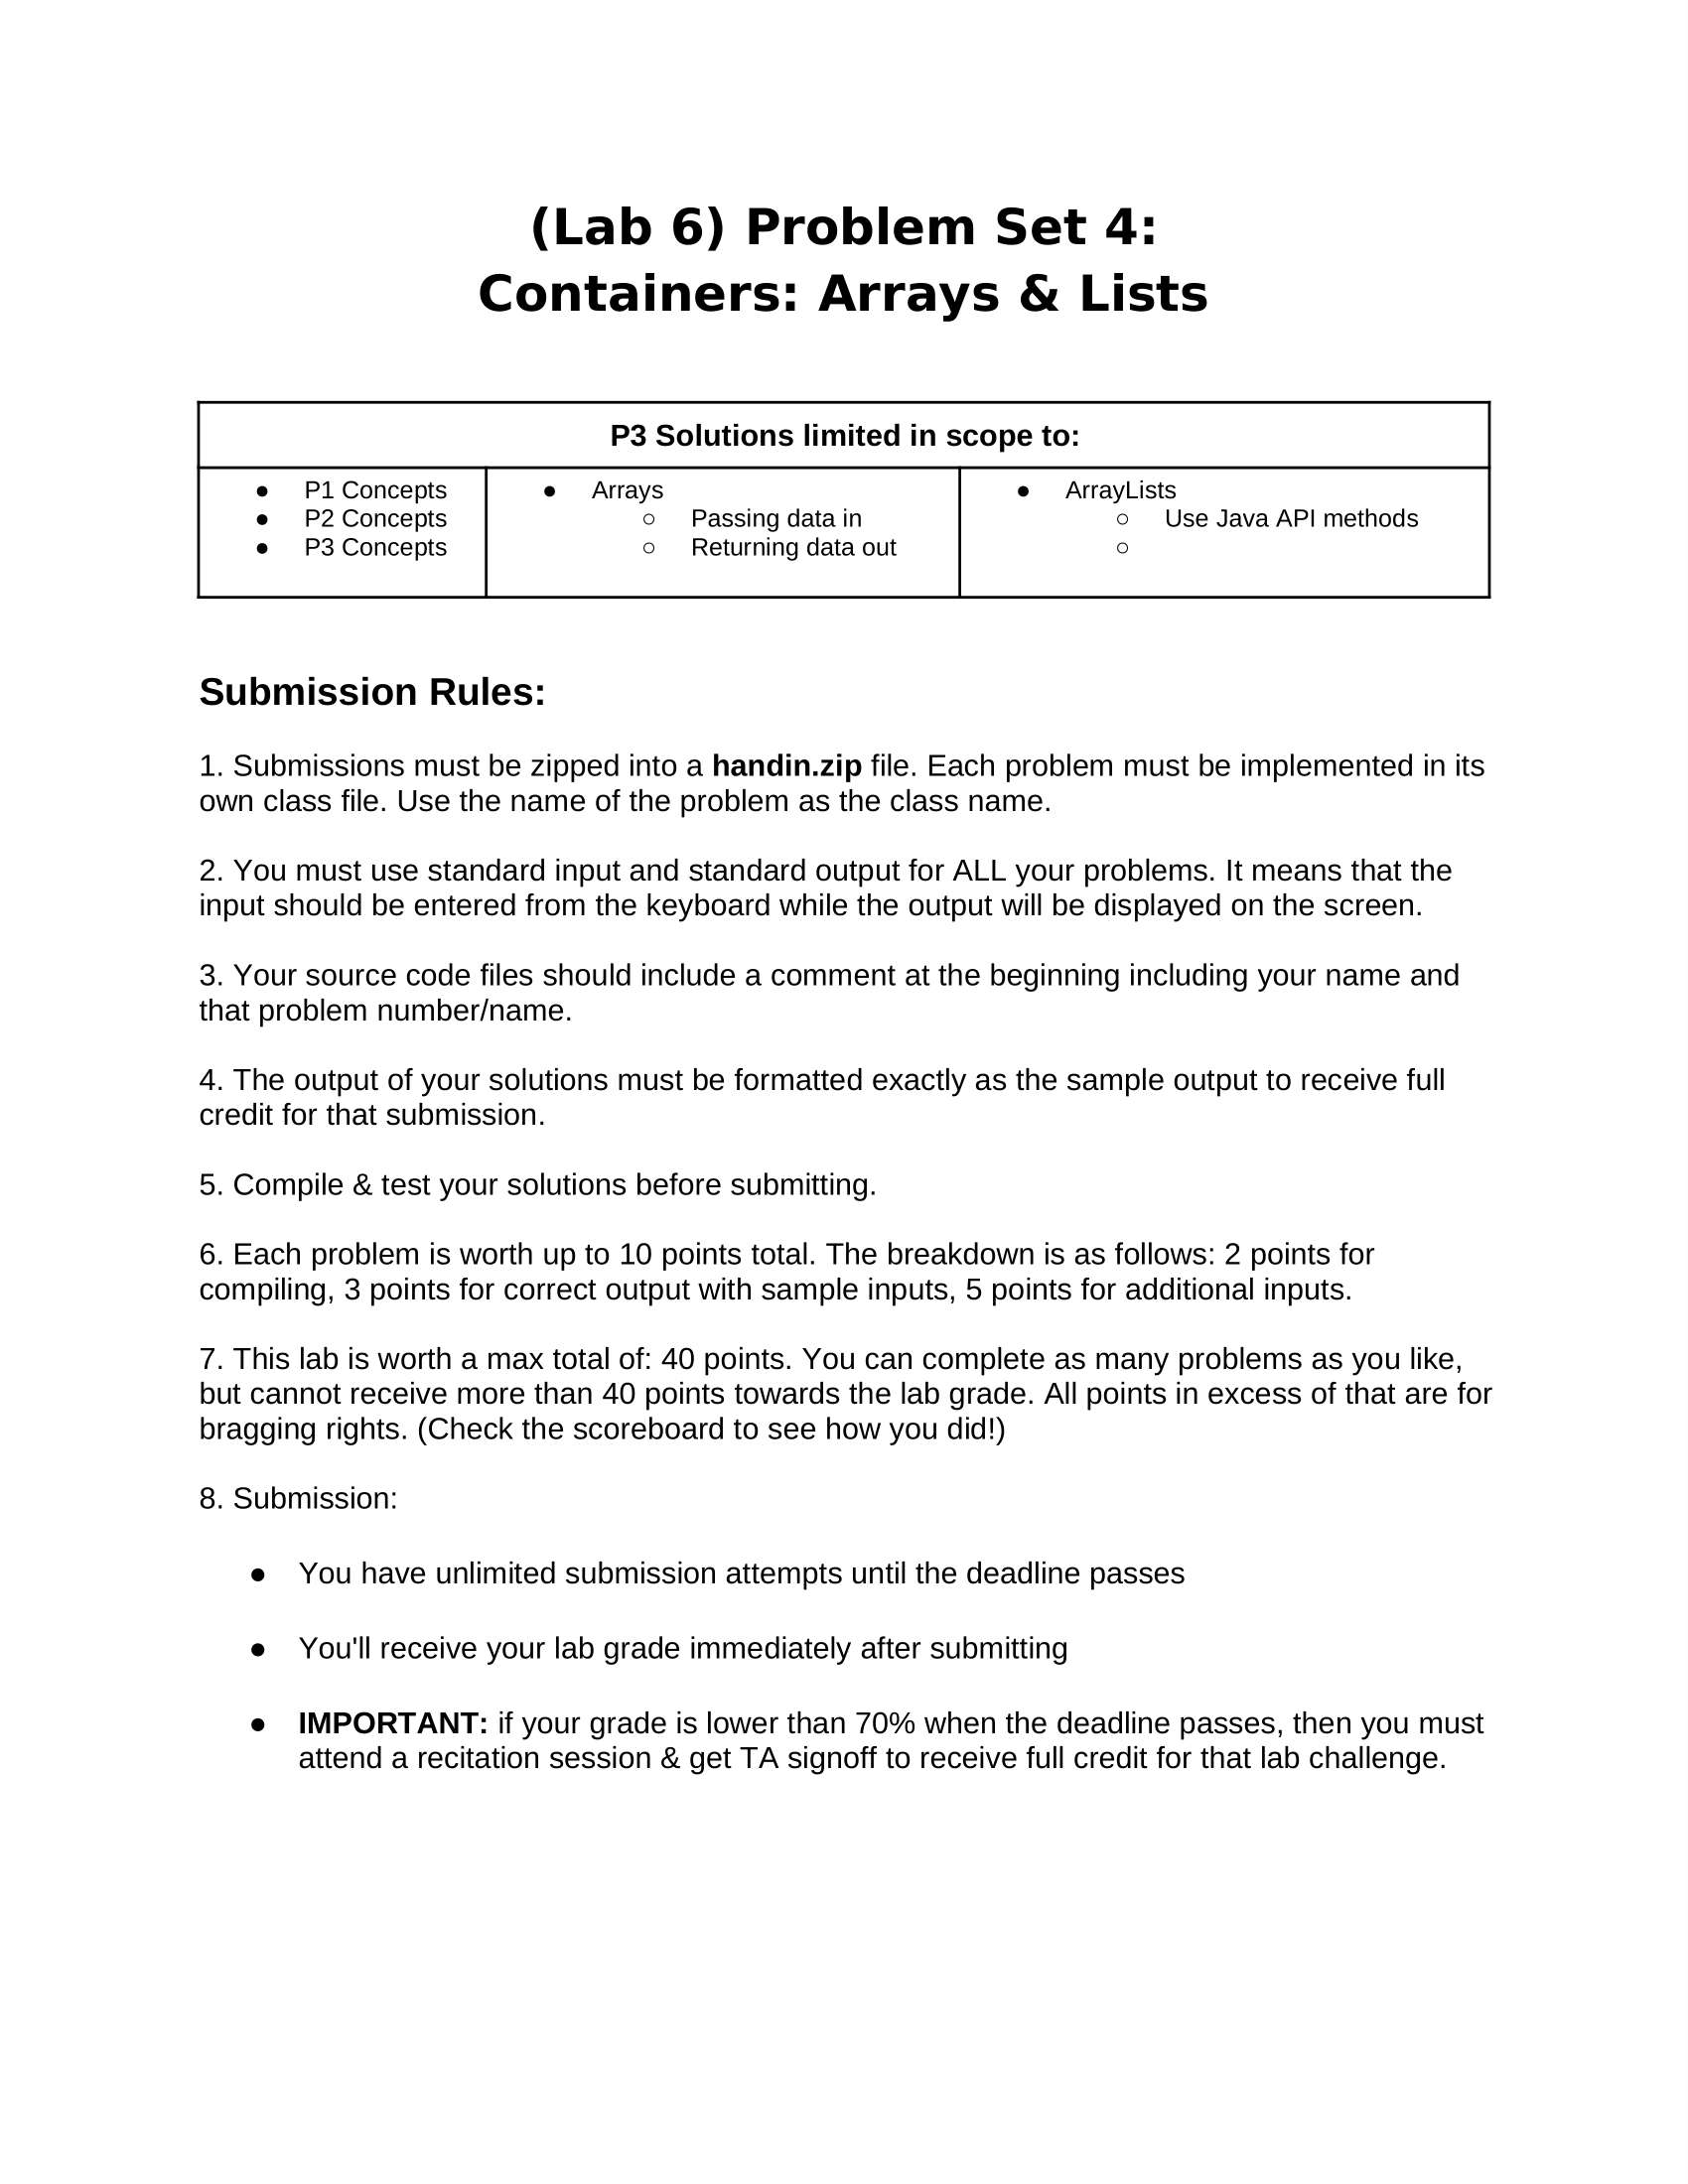 (Lab 6) Problem Set 4:
Containers: Arrays & Lists
P3 Solutions limited in scope to:
● P1 Concepts
● P2 Concepts
● P3 Concepts
● Arrays
○ Passing data in
○ Returning data out
● ArrayLists
○ Use Java API methods
○
Submission Rules:
1. Submissions must be zipped into a handin.zip file. Each problem must be implemented in its
own class file. Use the name of the problem as the class name.
2. You must use standard input and standard output for ALL your problems. It means that the
input should be entered from the keyboard while the output will be displayed on the screen.
3. Your source code files should include a comment at the beginning including your name and
that problem number/name.
4. The output of your solutions must be formatted exactly as the sample output to receive full
credit for that submission.
5. Compile & test your solutions before submitting.
6. Each problem is worth up to 10 points total. The breakdown is as follows: 2 points for
compiling, 3 points for correct output with sample inputs, 5 points for additional inputs.
7. This lab is worth a max total of: 40 points. You can complete as many problems as you like,
but cannot receive more than 40 points towards the lab grade. All points in excess of that are for
bragging rights. (Check the scoreboard to see how you did!)
8. Submission:
● You have unlimited submission attempts until the deadline passes
● You'll receive your lab grade immediately after submitting
● IMPORTANT: if your grade is lower than 70% when the deadline passes, then you must
attend a recitation session & get TA signoff to receive full credit for that lab challenge.